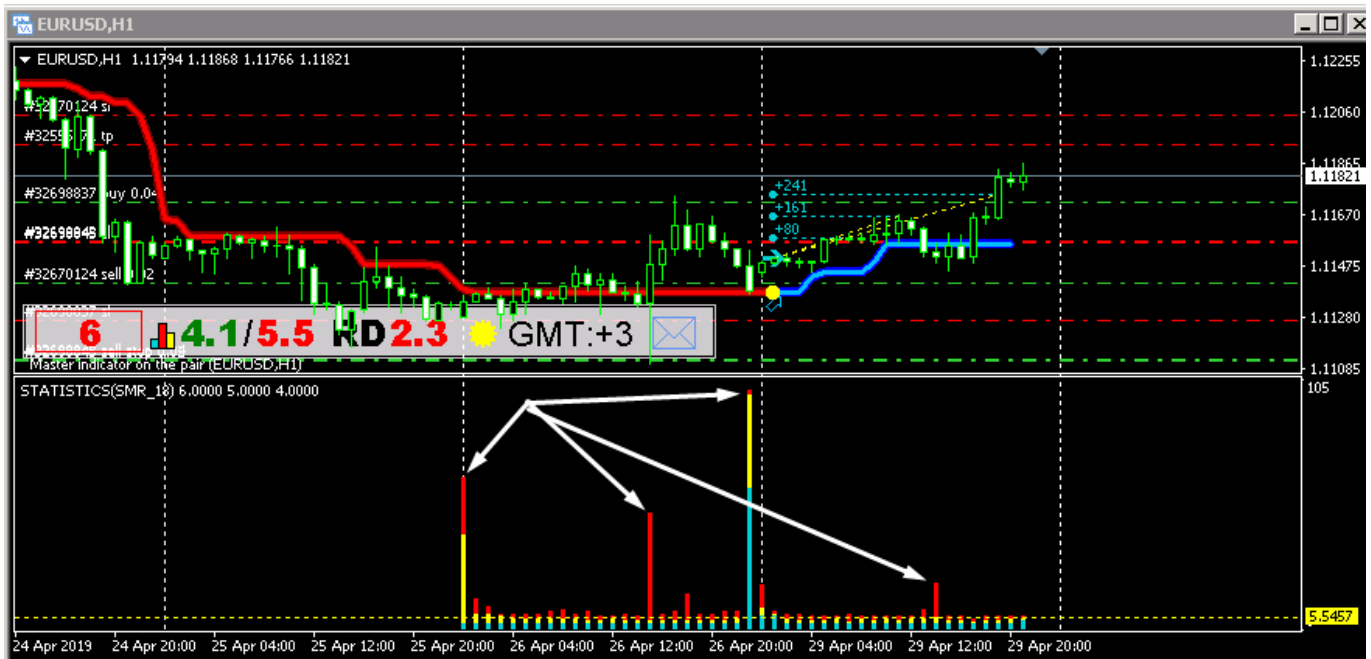 EURUSD,H1
EURUSD,H1 1.11794 1.11868 1.11766 1.11821
#32670124 sl
tp
#32698837 buy 0.04
#32670124 sell 0.02
6 4.1/5.5 RD 2.3 GMT:+3
Master indicator on the pair (EURUSD,H1)
+241
+161
+80
1.12255
1.12060
1.11865
1.11821
1.11670
1.11475
1.11280
1.11085
STATISTICS(SMR_18) 6.0000 5.0000 4.0000
105
5.5457
24 Apr 2019 24 Apr 20:00 25 Apr 04:00 25 Apr 12:00 25 Apr 20:00 26 Apr 04:00 26 Apr 12:00 26 Apr 20:00 29 Apr 04:00 29 Apr 12:00 29 Apr 20:00